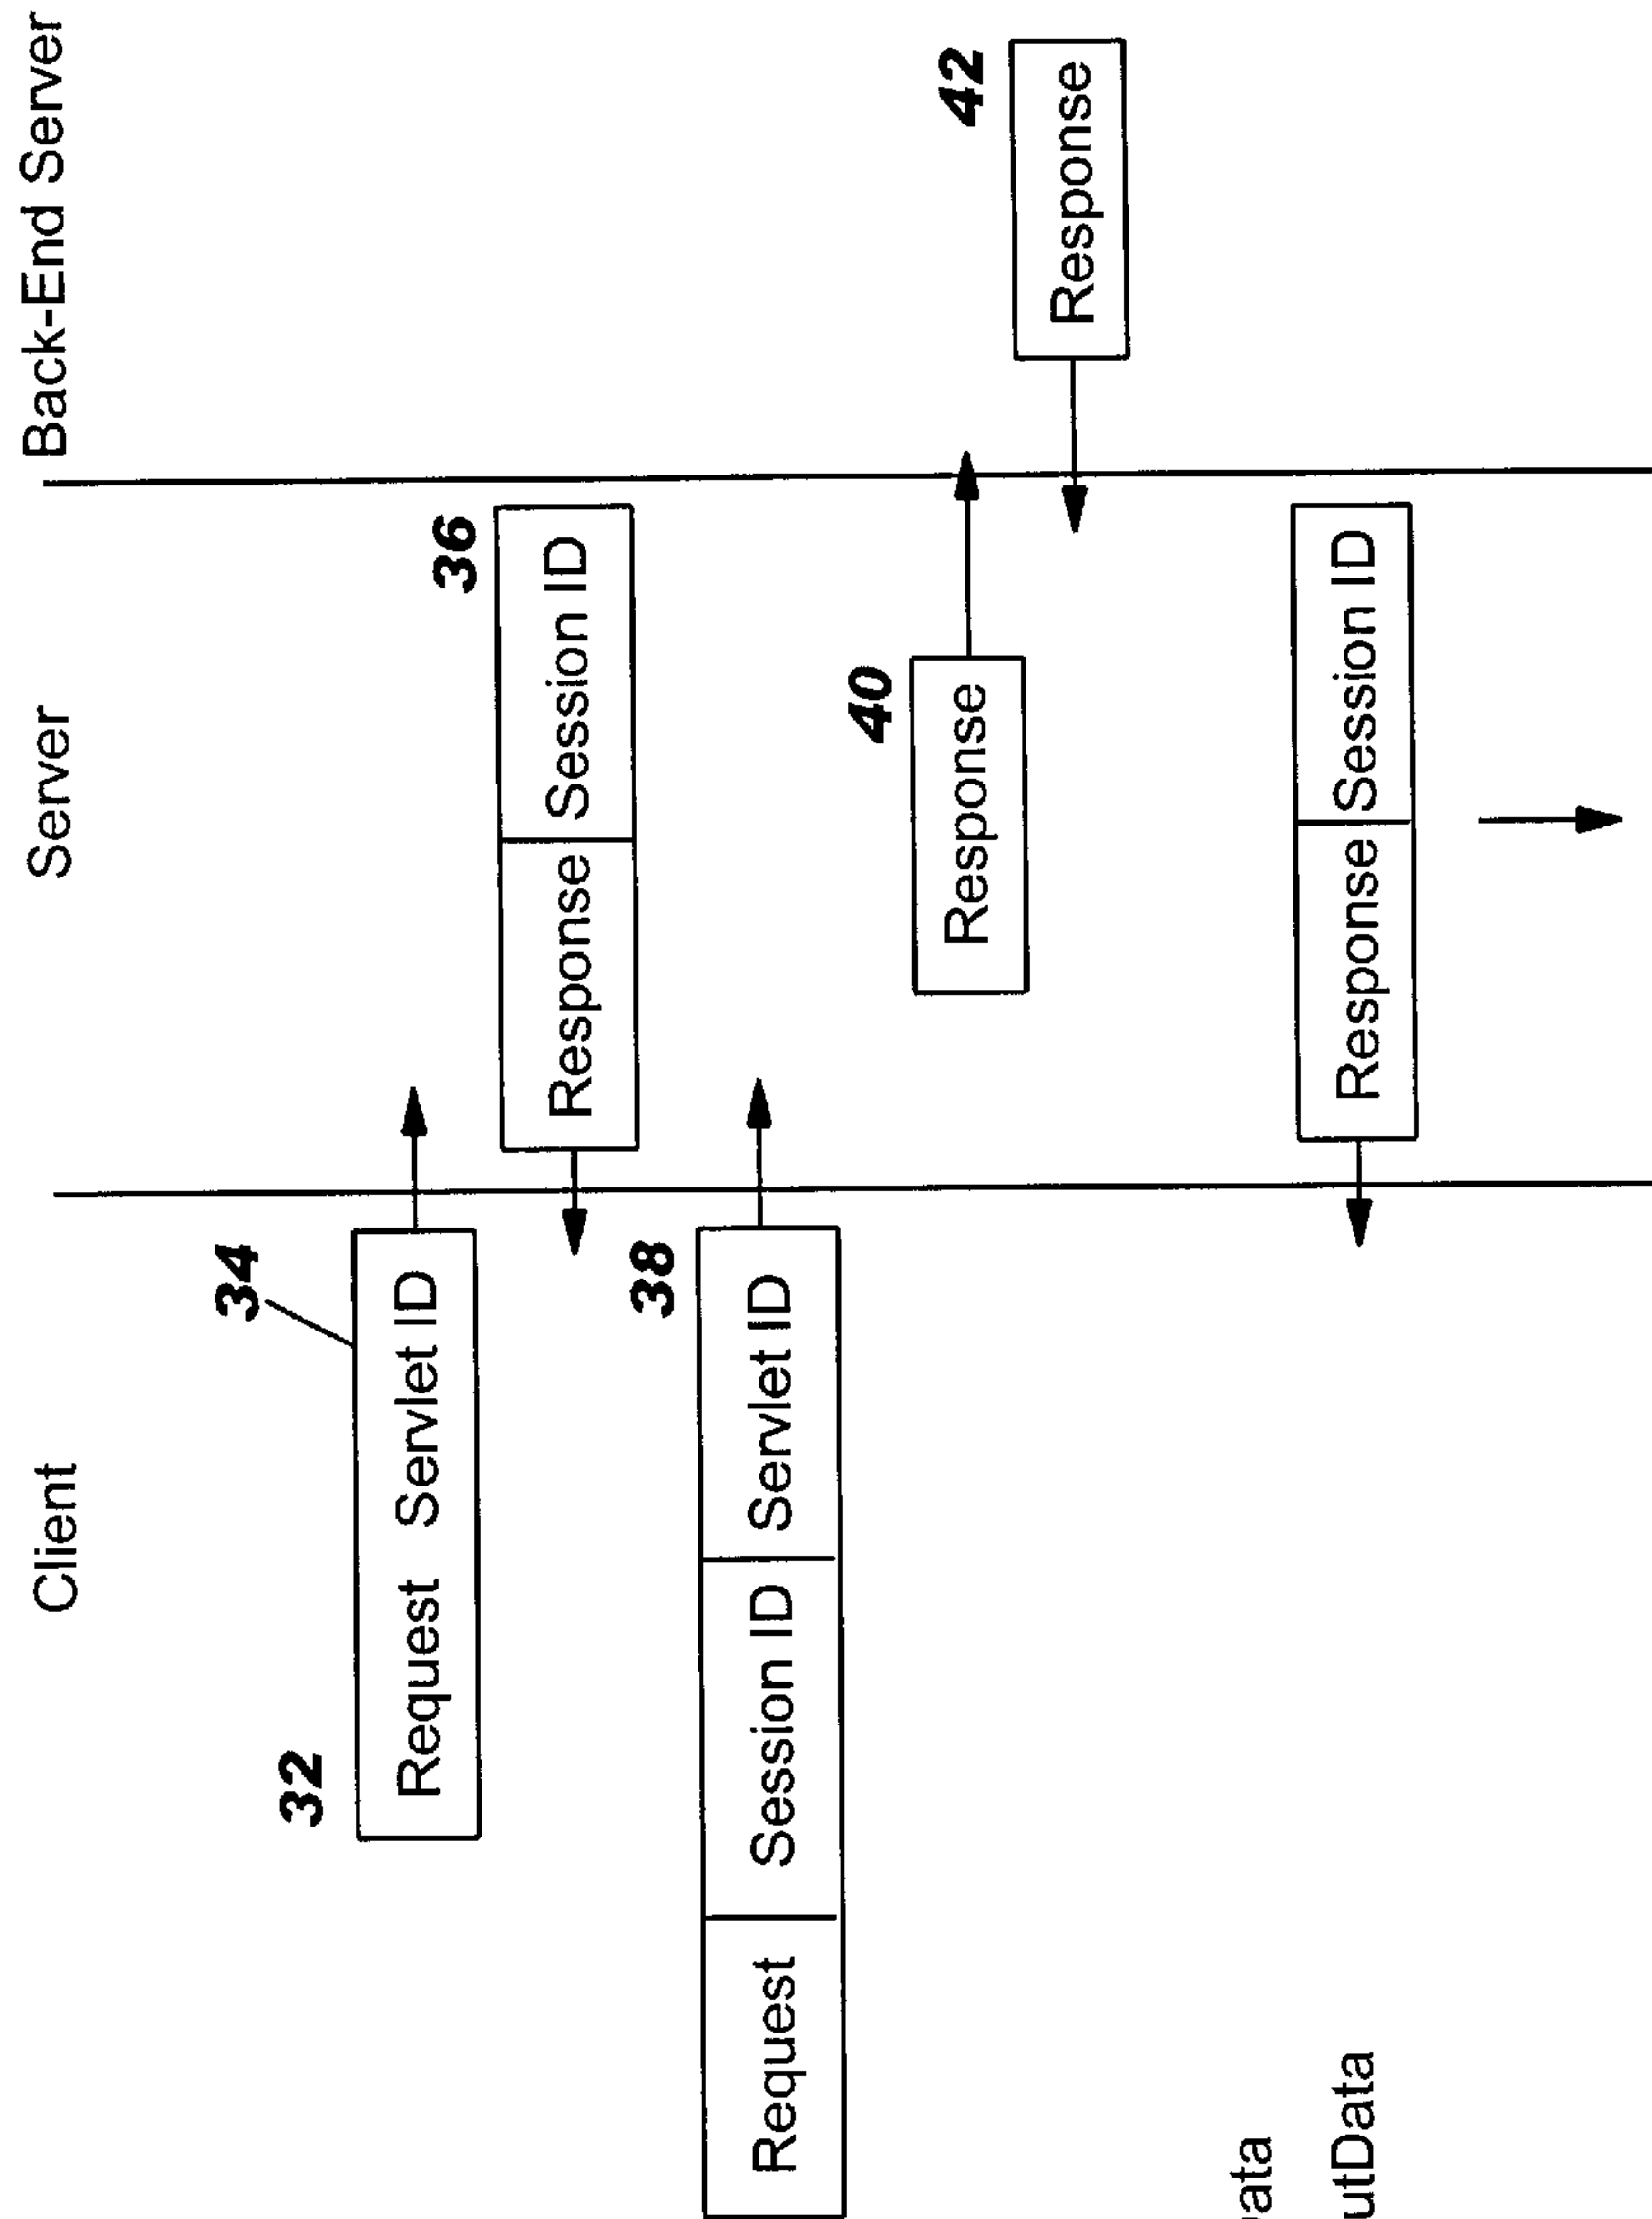 Client
Server
Back-End Server
34
32
Request Servlet ID
36
Response Session ID
38
Request Session ID Servlet ID
40
Response
42
Response
Response Session ID